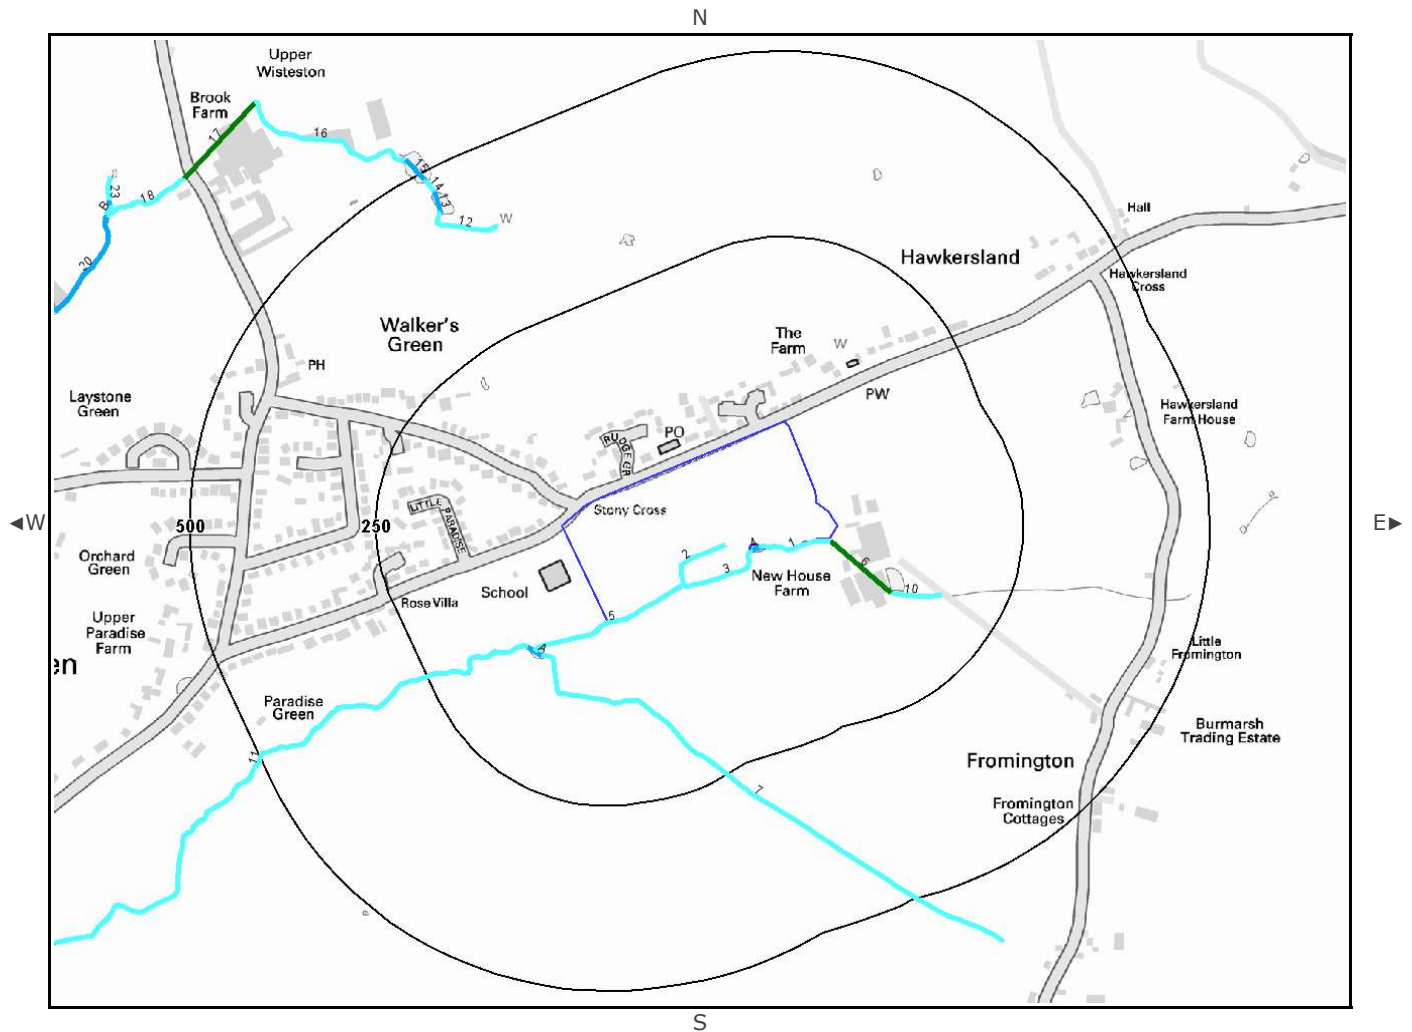 N
Upper
Wisteston
Brook
Farm
17
16
15
14
13
12
W
23
18
B
20
Hall
Hawkersland
Hawkersland
Cross
Walker's
Green
The
Farm
W
PH
PW
Laystone
Green
Hawkersland
Farm House
RUDGE GR
PO
LITTLE
PARADISE
Stony Cross
◄W
500
250
E►
Orchard
Green
2
A
1
3
6
10
New House
Farm
School
Rose Villa
5
Upper
Paradise
Farm
A
en
Little
Fromington
Paradise
Green
Burmarsh
Trading Estate
11
7
Fromington
Fromington
Cottages
S